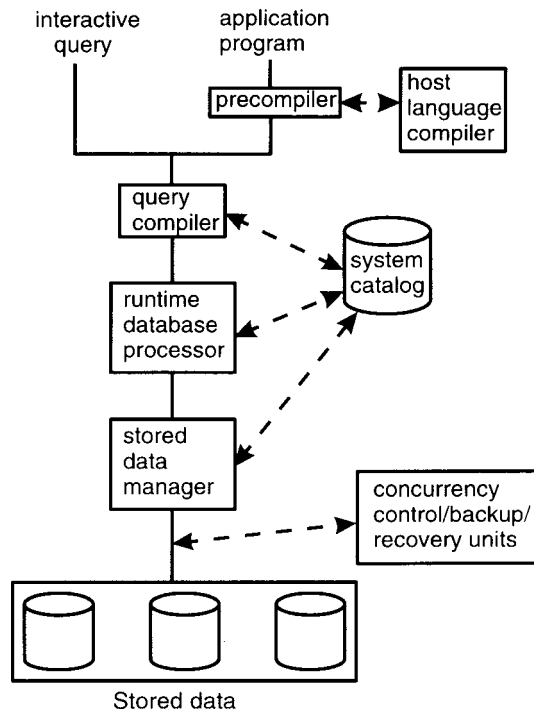 interactive
query
application
program
precompiler
host
language
compiler
query
compiler
system
catalog
runtime
database
processor
stored
data
manager
concurrency
control/backup/
recovery units
Stored data